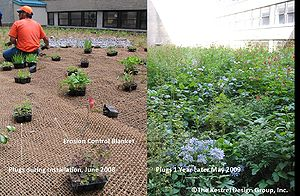 Erosion Control Blanket
Plugs during Installation, June 2008
Plugs 1 Year Later May 2009
©The Kestrel Design Group, Inc.